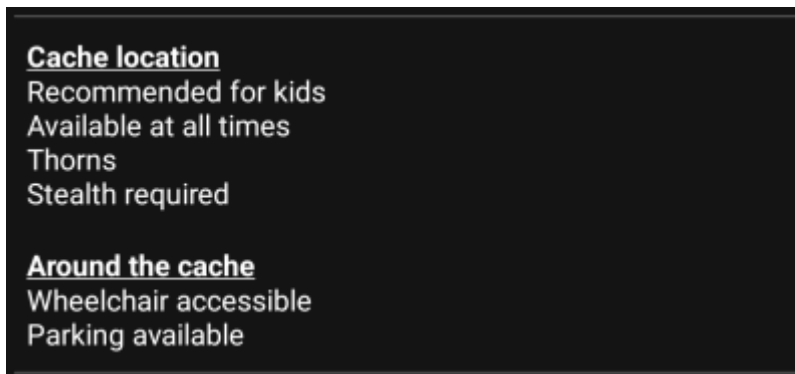 Cache location
Recommended for kids
Available at all times
Thorns
Stealth required
Around the cache
Wheelchair accessible
Parking available